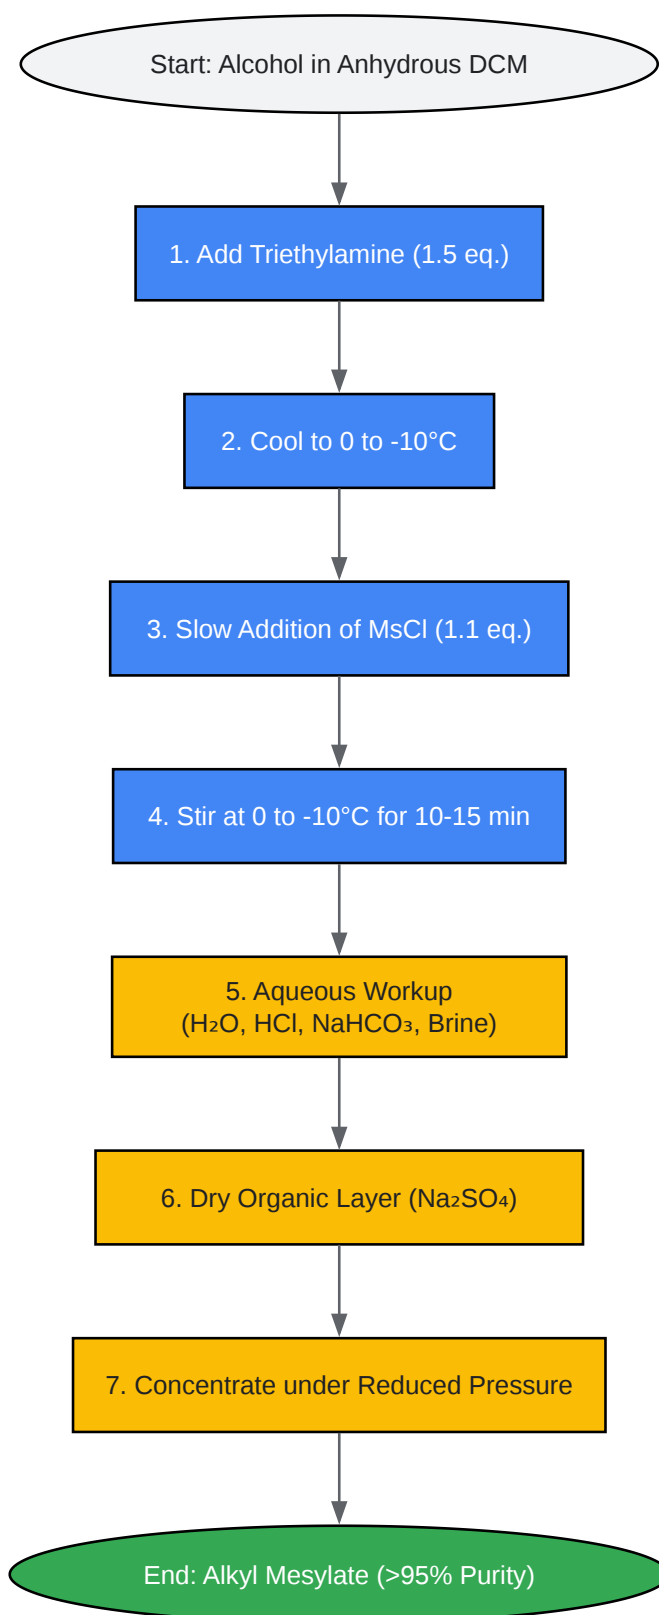 Start: Alcohol in Anhydrous DCM
1. Add Triethylamine (1.5 eq.)
2. Cool to 0 to -10°C
3. Slow Addition of MsCl (1.1 eq.)
4. Stir at 0 to -10°C for 10-15 min
5. Aqueous Workup
(H₂O, HCl, NaHCO₃, Brine)
6. Dry Organic Layer (Na₂SO₄)
7. Concentrate under Reduced Pressure
End: Alkyl Mesylate (>95% Purity)